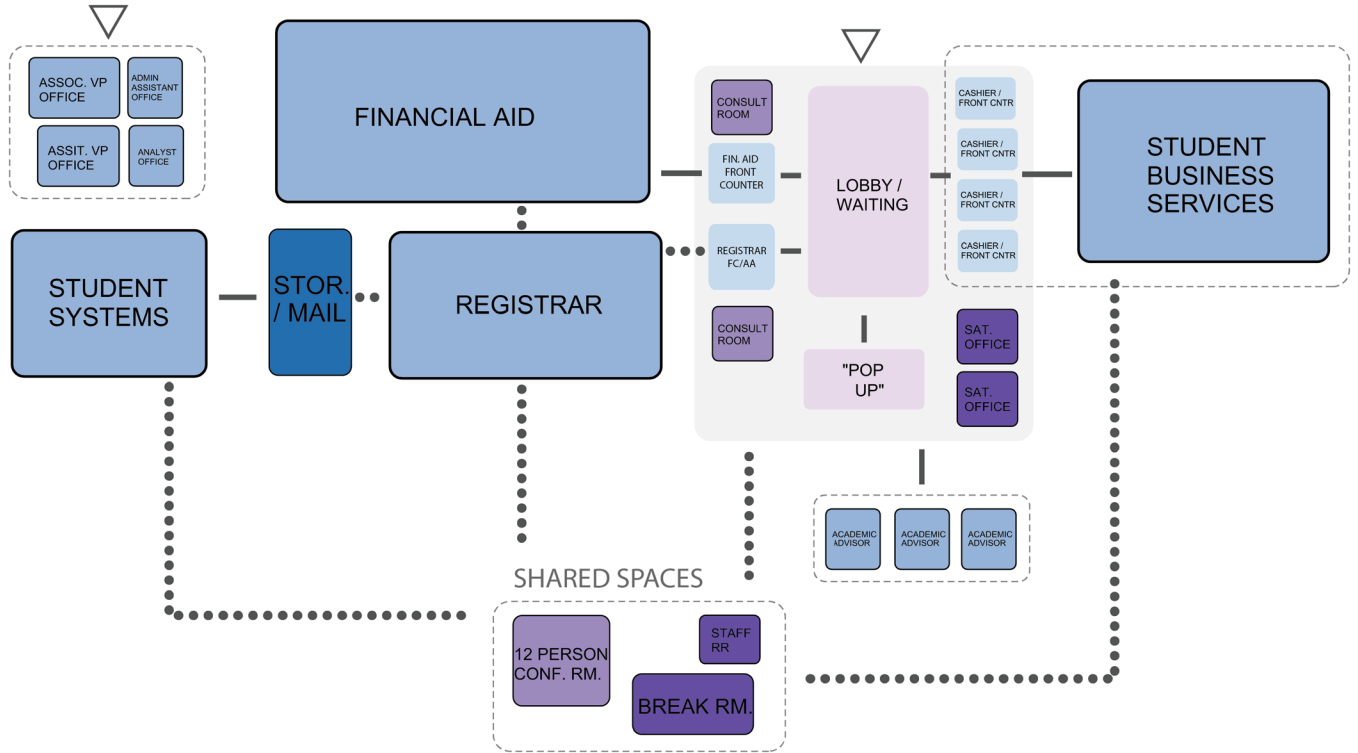 ASSOC. VP
OFFICE
ADMIN
ASSISTANT
OFFICE
ASSIT. VP
OFFICE
ANALYST
OFFICE
FINANCIAL AID
STUDENT
SYSTEMS
STOR.
/ MAIL
REGISTRAR
CONSULT
ROOM
FIN. AID
FRONT
COUNTER
REGISTRAR
FC/AA
CONSULT
ROOM
LOBBY /
WAITING
"POP
UP"
CASHIER /
FRONT CNTR
CASHIER /
FRONT CNTR
CASHIER /
FRONT CNTR
CASHIER /
FRONT CNTR
SAT.
OFFICE
SAT.
OFFICE
STUDENT
BUSINESS
SERVICES
ACADEMIC
ADVISOR
ACADEMIC
ADVISOR
ACADEMIC
ADVISOR
SHARED SPACES
12 PERSON
CONF. RM.
STAFF
RR
BREAK RM.